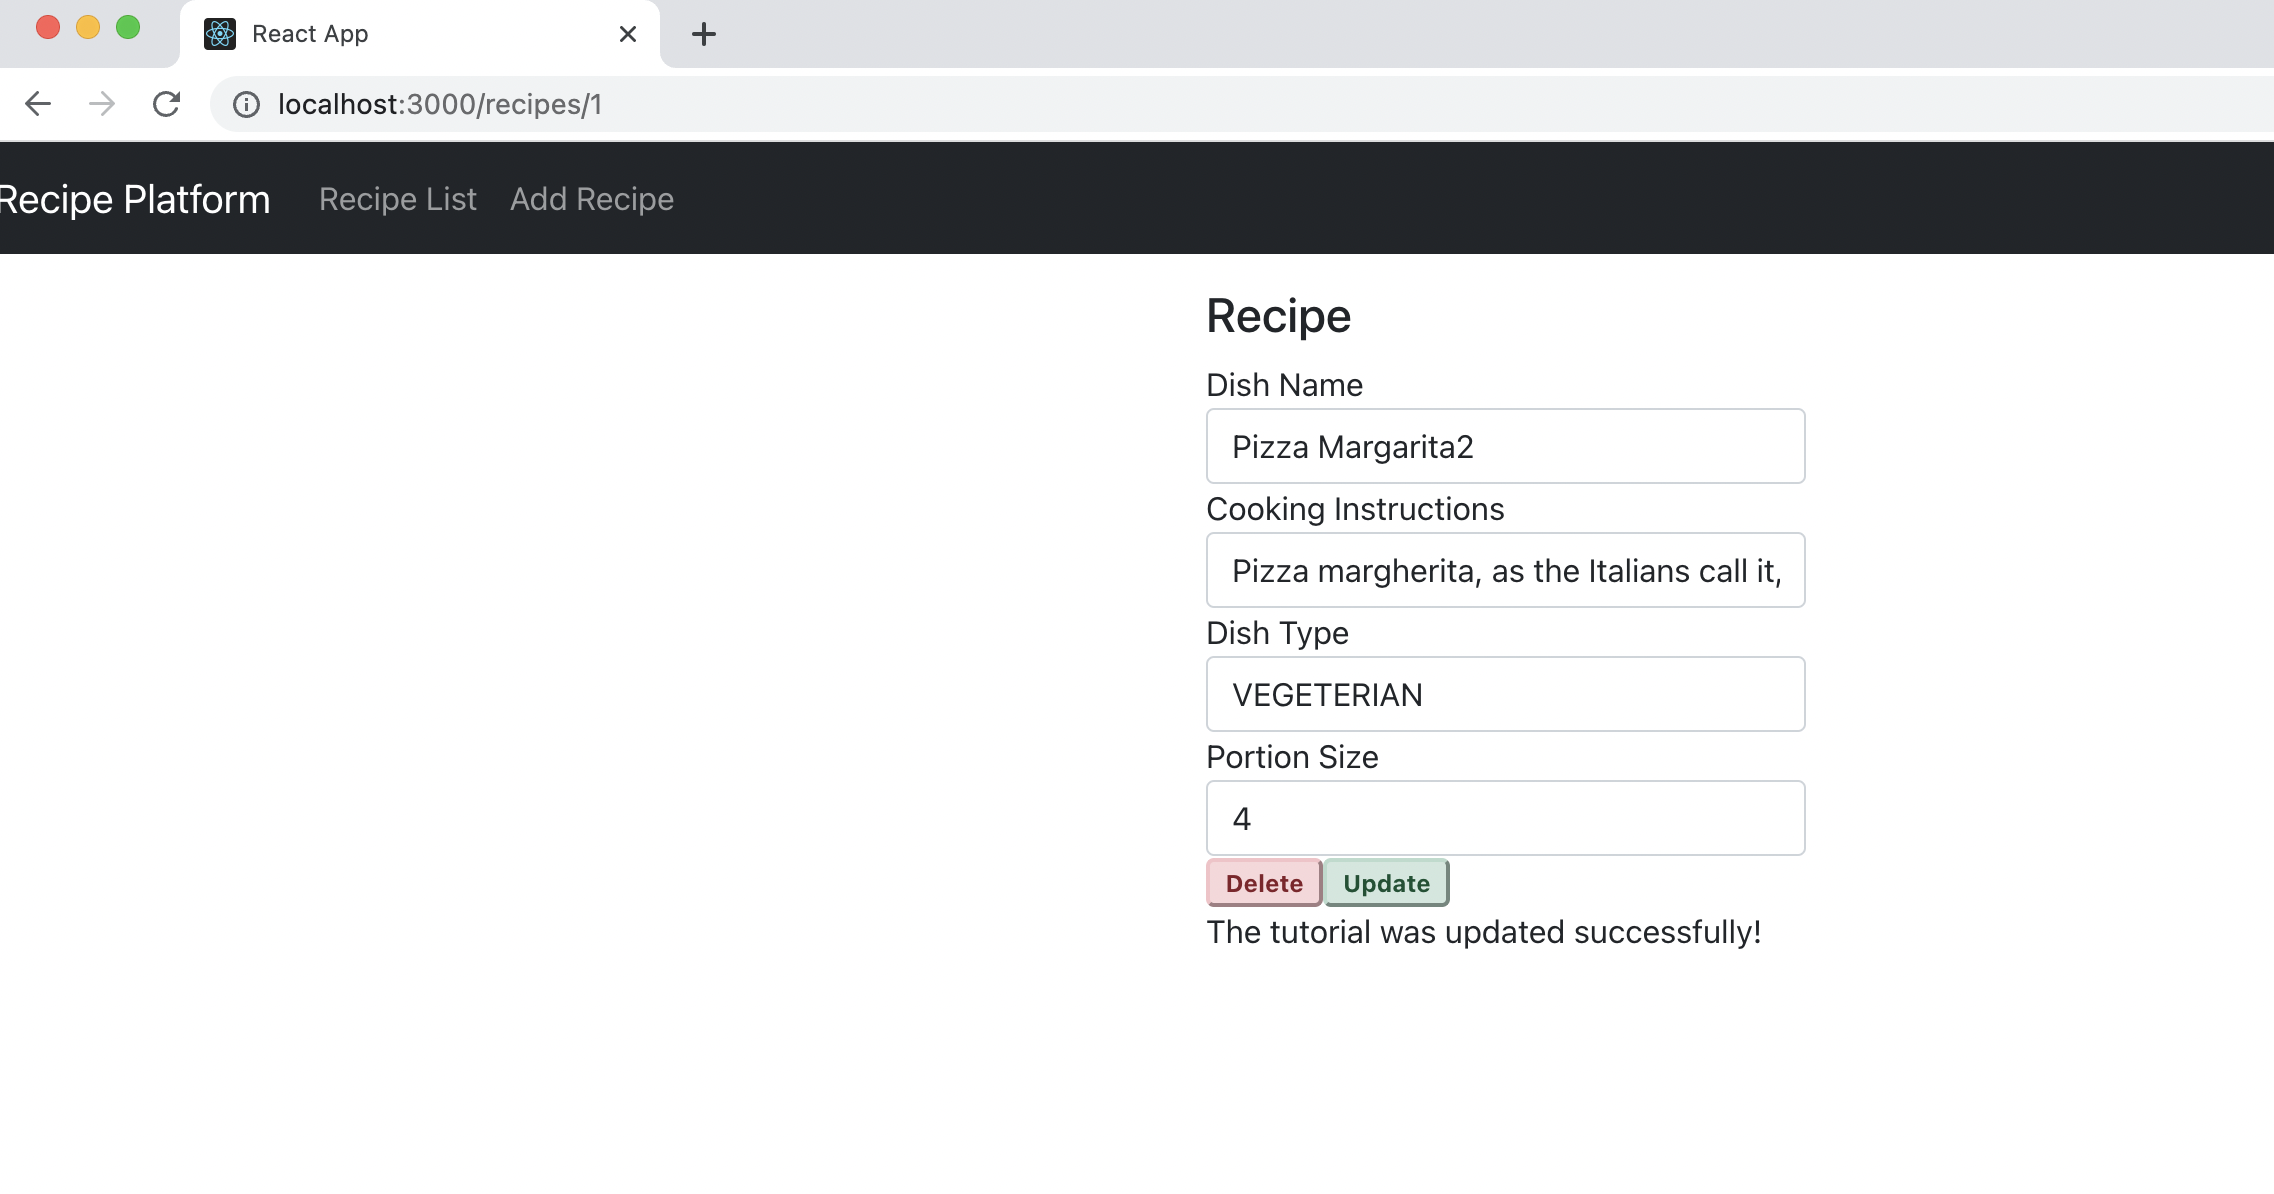 React App
localhost:3000/recipes/1
Recipe Platform Recipe List Add Recipe
Recipe
Dish Name
Pizza Margarita2
Cooking Instructions
Pizza margherita, as the Italians call it,
Dish Type
VEGETERIAN
Portion Size
4
Delete Update
The tutorial was updated successfully!